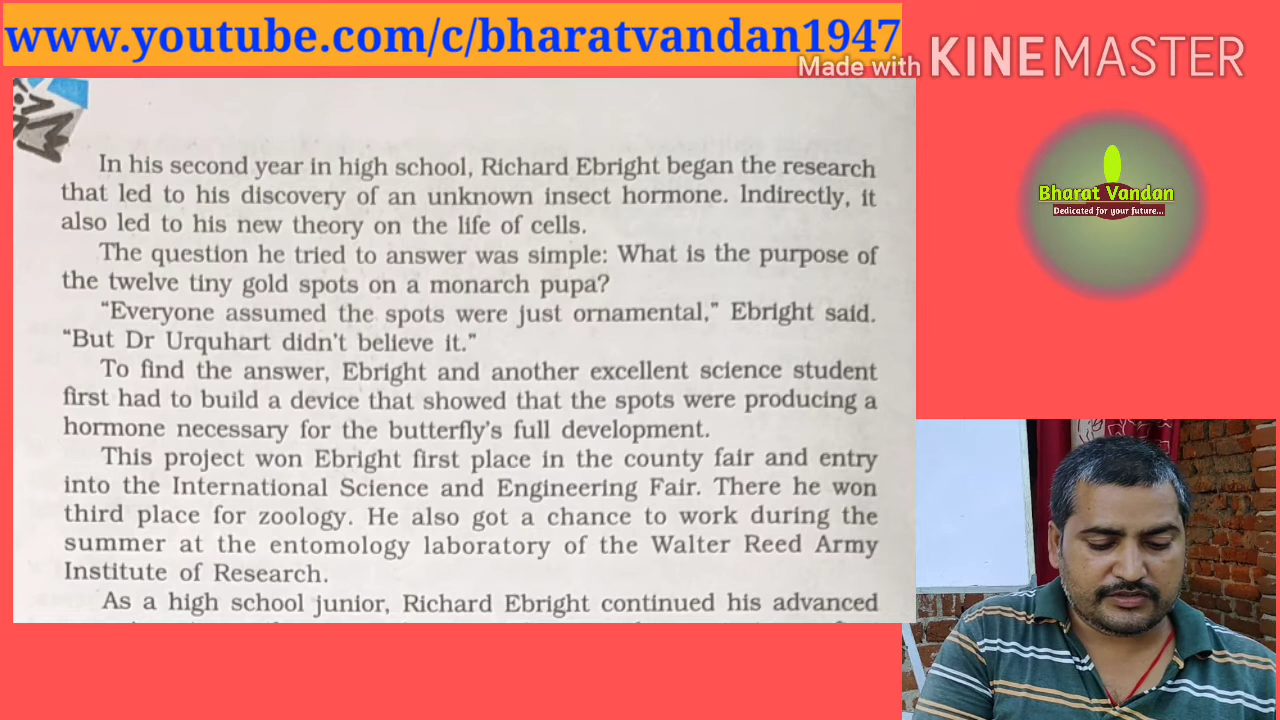 www.youtube.com/c/bharatvandan1947
Made with KINEMASTER
Bharat Vandan
Dedicated for your future...
In his second year in high school, Richard Ebright began the research
that led to his discovery of an unknown insect hormone. Indirectly, it
also led to his new theory on the life of cells.
The question he tried to answer was simple: What is the purpose of
the twelve tiny gold spots on a monarch pupa?
“Everyone assumed the spots were just ornamental,” Ebright said.
“But Dr Urquhart didn’t believe it.”
To find the answer, Ebright and another excellent science student
first had to build a device that showed that the spots were producing a
hormone necessary for the butterfly’s full development.
This project won Ebright first place in the county fair and entry
into the International Science and Engineering Fair. There he won
third place for zoology. He also got a chance to work during the
summer at the entomology laboratory of the Walter Reed Army
Institute of Research.
As a high school junior, Richard Ebright continued his advanced